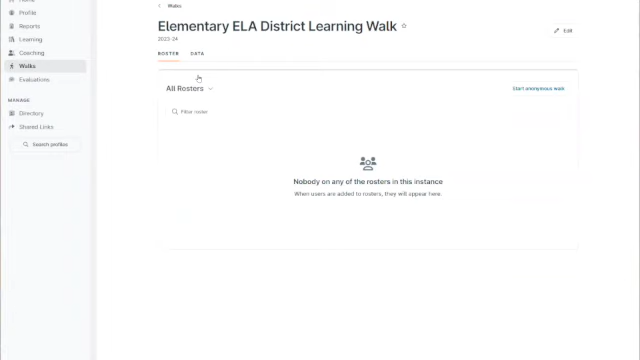 Home
Profile
Reports
Learning
Coaching
Walks
Evaluations
MANAGE
Directory
Shared Links
Search profiles
Walks
Elementary ELA District Learning Walk
2023-24
Edit
ROSTER DATA
All Rosters
Start anonymous walk
Filter roster
Nobody on any of the rosters in this instance
When users are added to rosters, they will appear here.